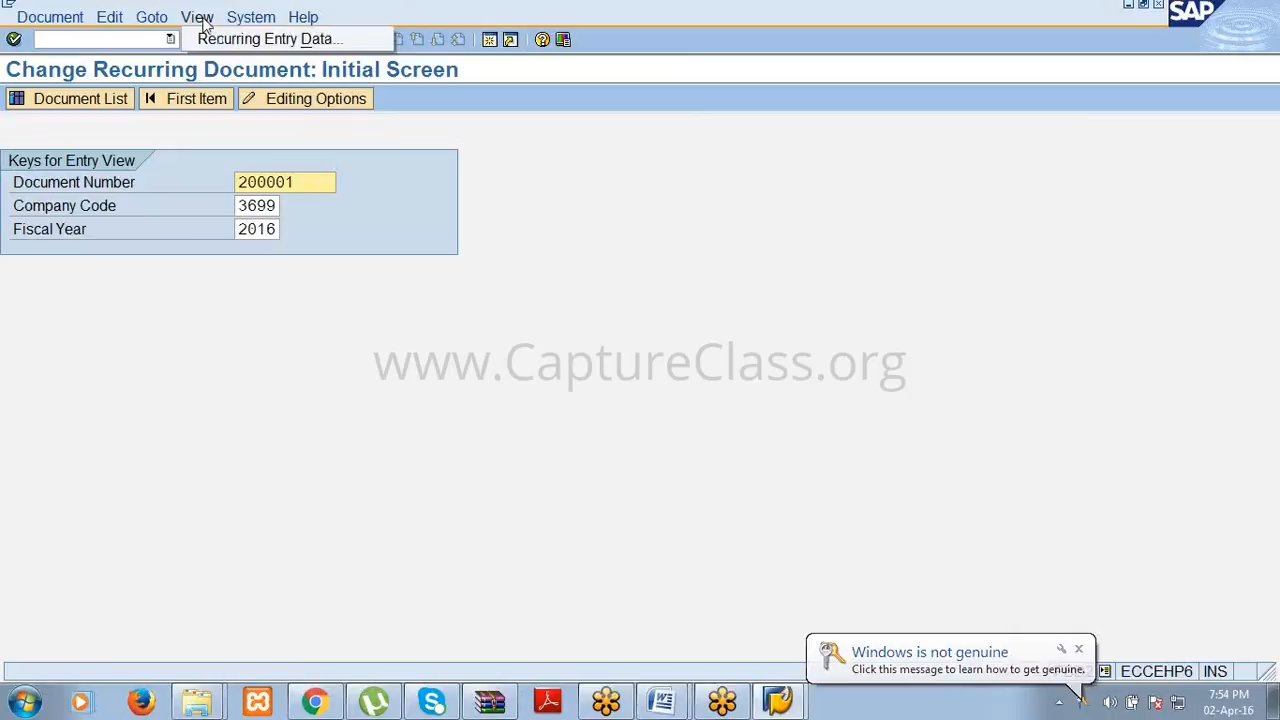 Document Edit Goto View System Help
SAP
Recurring Entry Data...
Change Recurring Document: Initial Screen
Document List First Item Editing Options
Keys for Entry View
Document Number 200001
Company Code 3699
Fiscal Year 2016
www.CaptureClass.org
Windows is not genuine
Click this message to learn how to get genuine.
ECCEHP6 INS
7:54 PM
02-Apr-16